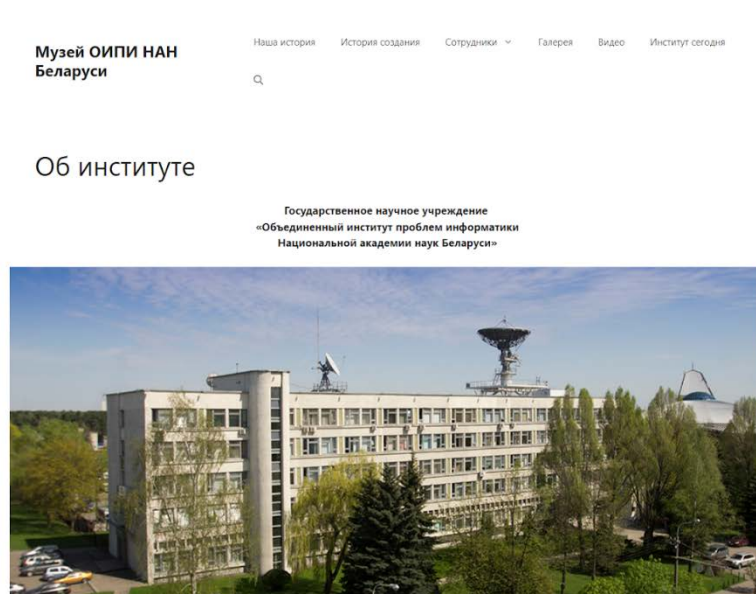 Музей ОИПИ НАН
Беларуси
Наша история История создания Сотрудники Галерея Видео Институт сегодня
Об институте
Государственное научное учреждение
«Объединенный институт проблем информатики
Национальной академии наук Беларуси»